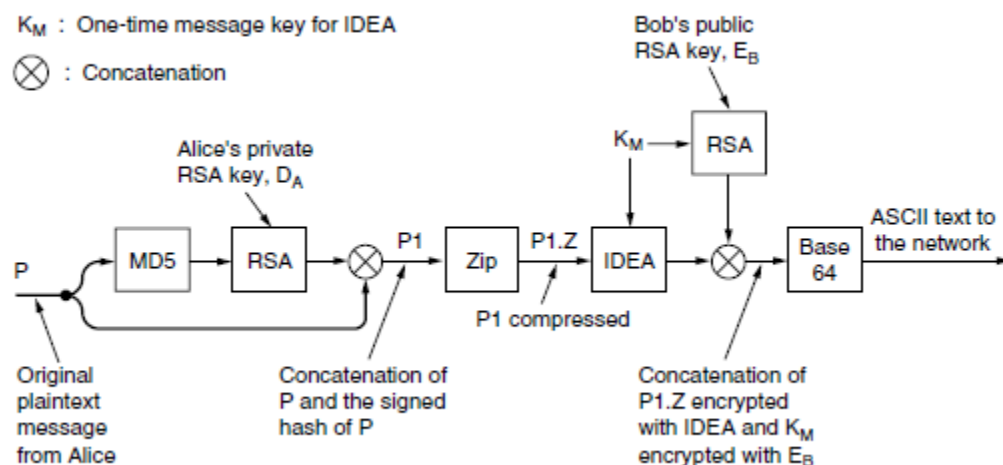 K_M : One-time message key for IDEA
: Concatenation
Bob's public
RSA key, E_B
Alice's private
RSA key, D_A
K_M
RSA
ASCII text to
the network
P
MD5
RSA
P1
Zip
P1.Z
IDEA
Base
64
P1 compressed
Original
plaintext
message
from Alice
Concatenation of
P and the signed
hash of P
Concatenation of
P1.Z encrypted
with IDEA and K_M
encrypted with E_B